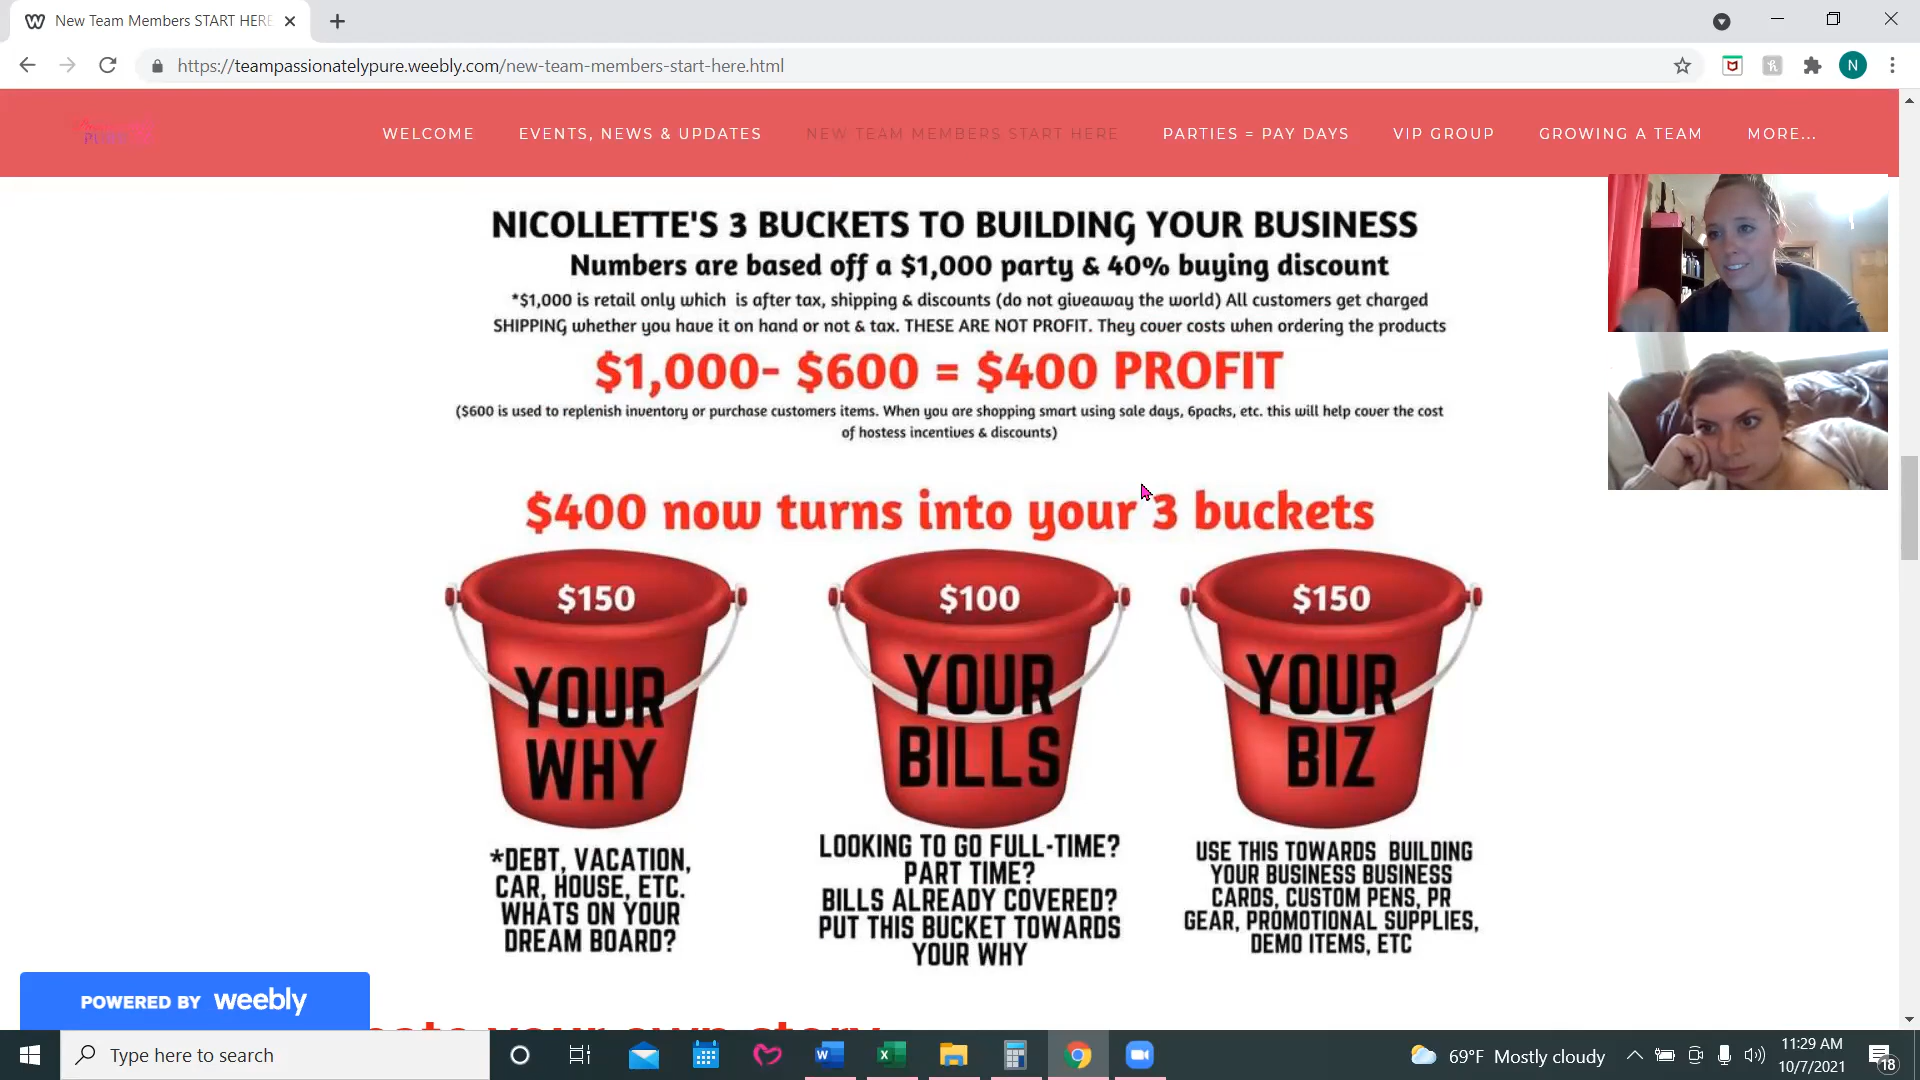 New Team Members START HERE
https://teampassionatelypure.weebly.com/new-team-members-start-here.html
N
PURE
WELCOME
EVENTS, NEWS & UPDATES
NEW TEAM MEMBERS START HERE
PARTIES = PAY DAYS
VIP GROUP
GROWING A TEAM
MORE...
NICOLLETTE'S 3 BUCKETS TO BUILDING YOUR BUSINESS
Numbers are based off a $1,000 party & 40% buying discount
*$1,000 is retail only which is after tax, shipping & discounts (do not giveaway the world) All customers get charged
SHIPPING whether you have it on hand or not & tax. THESE ARE NOT PROFIT. They cover costs when ordering the products
$1,000- $600 = $400 PROFIT
($600 is used to replenish inventory or purchase customers items. When you are shopping smart using sale days, 6packs, etc. this will help cover the cost
of hostess incentives & discounts)
$400 now turns into your 3 buckets
$150
YOUR
WHY
*DEBT, VACATION,
CAR, HOUSE, ETC.
WHATS ON YOUR
DREAM BOARD?
$100
YOUR
BILLS
LOOKING TO GO FULL-TIME?
PART TIME?
BILLS ALREADY COVERED?
PUT THIS BUCKET TOWARDS
YOUR WHY
$150
YOUR
BIZ
USE THIS TOWARDS BUILDING
YOUR BUSINESS BUSINESS
CARDS, CUSTOM PENS, PR
GEAR, PROMOTIONAL SUPPLIES,
DEMO ITEMS, ETC
POWERED BY weebly
your own story
Type here to search
69°F Mostly cloudy
11:29 AM
10/7/2021
18